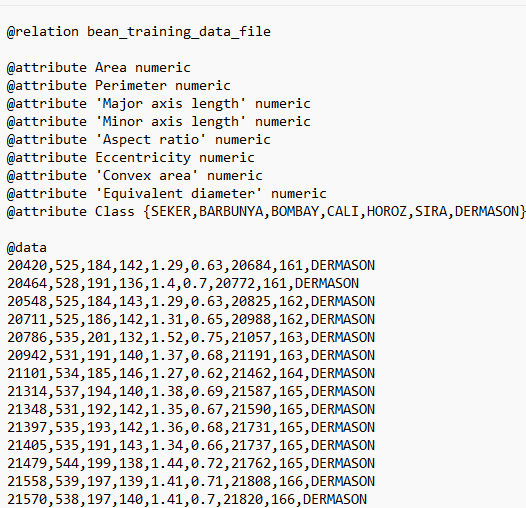 @relation bean_training_data_file
@attribute Area numeric
@attribute Perimeter numeric
@attribute 'Major axis length' numeric
@attribute 'Minor axis length' numeric
@attribute 'Aspect ratio' numeric
@attribute Eccentricity numeric
@attribute 'Convex area' numeric
@attribute 'Equivalent diameter' numeric
@attribute Class {SEKER,BARBUNYA,BOMBAY,CALI,HOROZ,SIRA,DERMASON}
@data
20420,525,184,142,1.29,0.63,20684,161,DERMASON
20464,528,191,136,1.4,0.7,20772,161,DERMASON
20548,525,184,143,1.29,0.63,20825,162,DERMASON
20711,525,186,142,1.31,0.65,20988,162,DERMASON
20786,535,201,132,1.52,0.75,21057,163,DERMASON
20942,531,191,140,1.37,0.68,21191,163,DERMASON
21101,534,185,146,1.27,0.62,21462,164,DERMASON
21314,537,194,140,1.38,0.69,21587,165,DERMASON
21348,531,192,142,1.35,0.67,21590,165,DERMASON
21397,535,193,142,1.36,0.68,21731,165,DERMASON
21405,535,191,143,1.34,0.66,21737,165,DERMASON
21479,544,199,138,1.44,0.72,21762,165,DERMASON
21558,539,197,139,1.41,0.71,21808,166,DERMASON
21570,538,197,140,1.41,0.7,21820,166,DERMASON